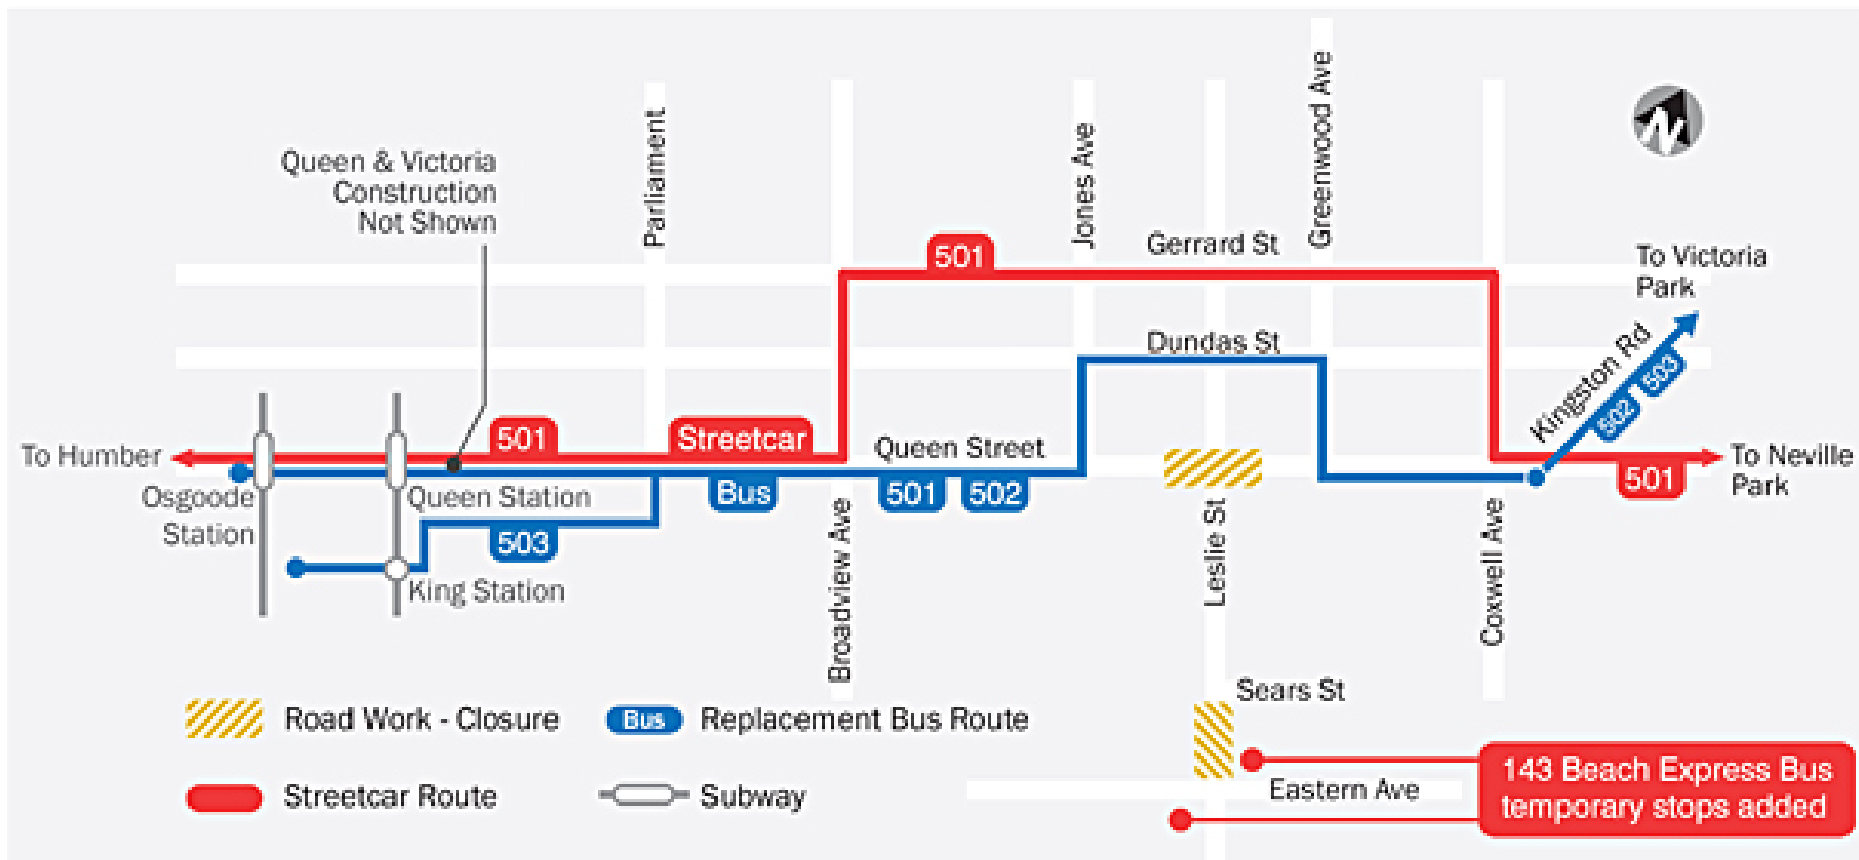 Greenwood Ave
N
Parliament
Jones Ave
Queen & Victoria
Construction
Not Shown
501
Gerrard St
To Victoria
Park
Dundas St
Kingston Rd
502
503
To Humber
501
Streetcar
Queen Street
To Neville
Park
501
Osgoode
Station
Queen Station
Bus
501
502
503
King Station
Broadview Ave
Leslie St
Coxwell Ave
Sears St
Road Work - Closure
Bus
Replacement Bus Route
Streetcar Route
Subway
Eastern Ave
143 Beach Express Bus
temporary stops added